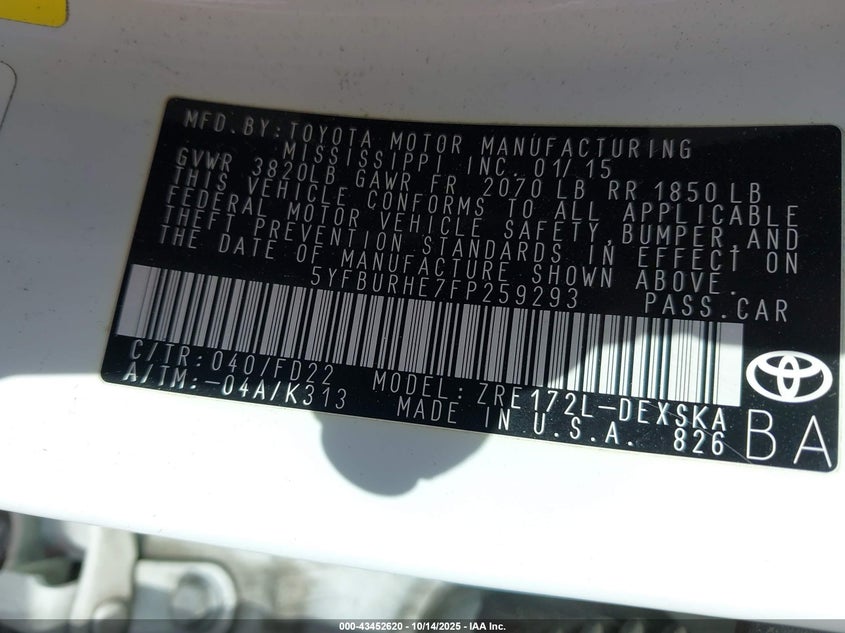 MFD.BY:TOYOTA MOTOR MANUFACTURING
MISSISSIPPI INC. 01/15
GVWR 3820LB GAWR FR 2070 LB RR 1850 LB
THIS VEHICLE CONFORMS TO ALL APPLICABLE
FEDERAL MOTOR VEHICLE SAFETY,BUMPER,AND
THEFT PREVENTION STANDARDS IN EFFECT ON
THE DATE OF MANUFACTURE SHOWN ABOVE.
5YFBURHE7FP259293 PASS.CAR
C/TR:040/FD22 MODEL:ZRE172L-DEXSKA
A/TM:-04A/K313 MADE IN U.S.A. 826
BA
000-43452620 - 10/14/2025 - IAA Inc.